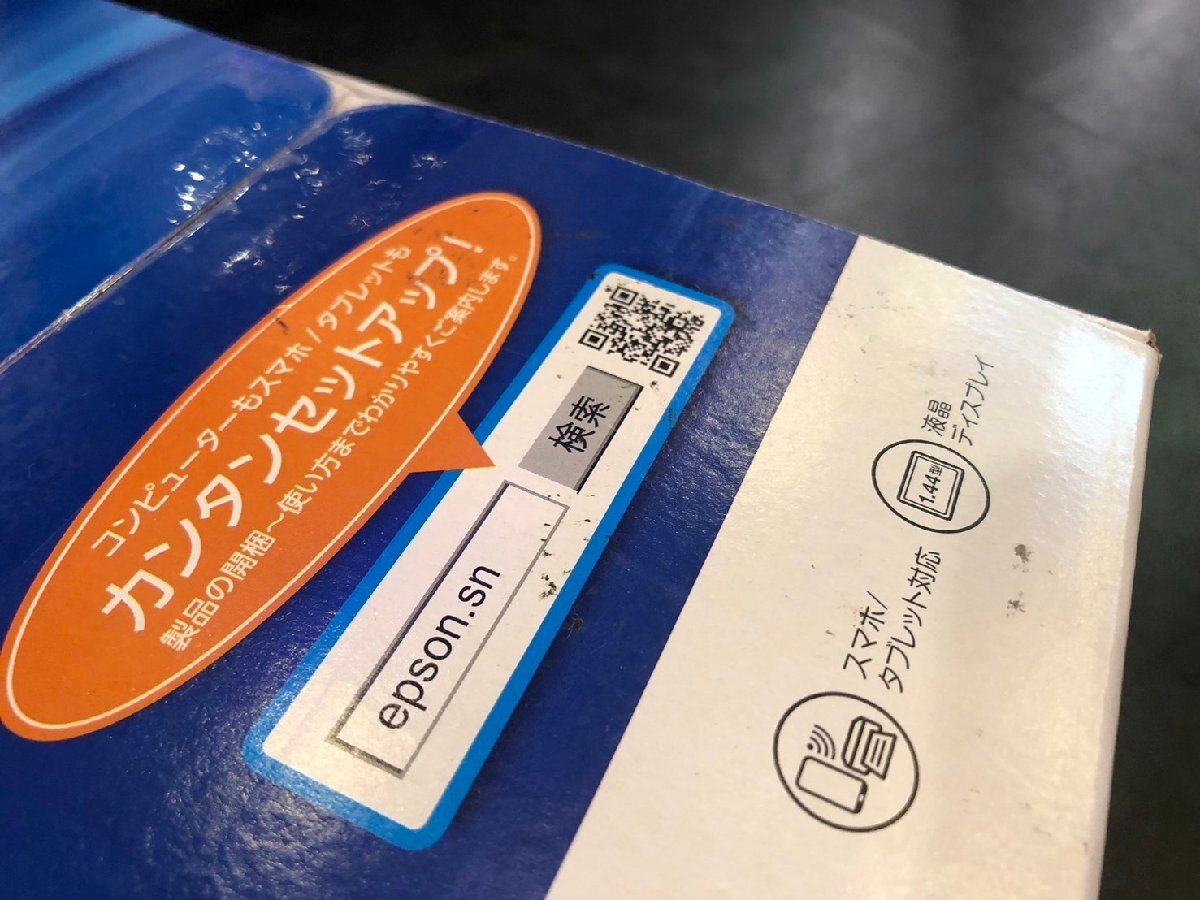 コンピューターもスマホ/タブレットも
カンタンセットアップ!
製品の開梱~使い方までわかりやすくご案内します。
epson.sn
検索
スマホ/
タブレット対応
1.44型
液晶
ディスプレイ